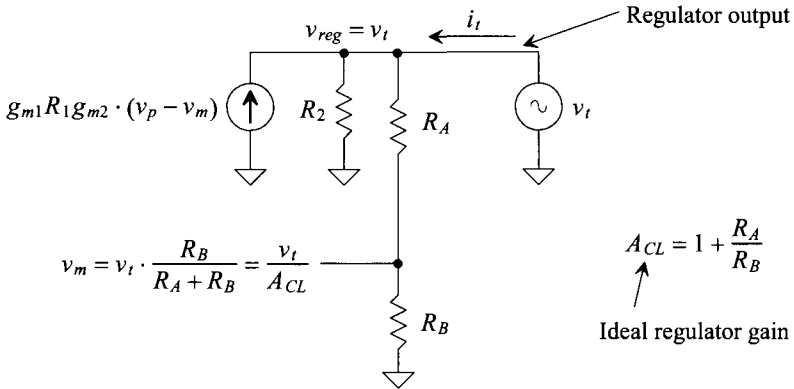 Regulator output
v_reg = v_t
i_t
g_m1 R_1 g_m2 · (v_p − v_m)
R_2
R_A
v_t
v_m = v_t · R_B / (R_A + R_B) = v_t / A_CL
A_CL = 1 + R_A / R_B
R_B
Ideal regulator gain